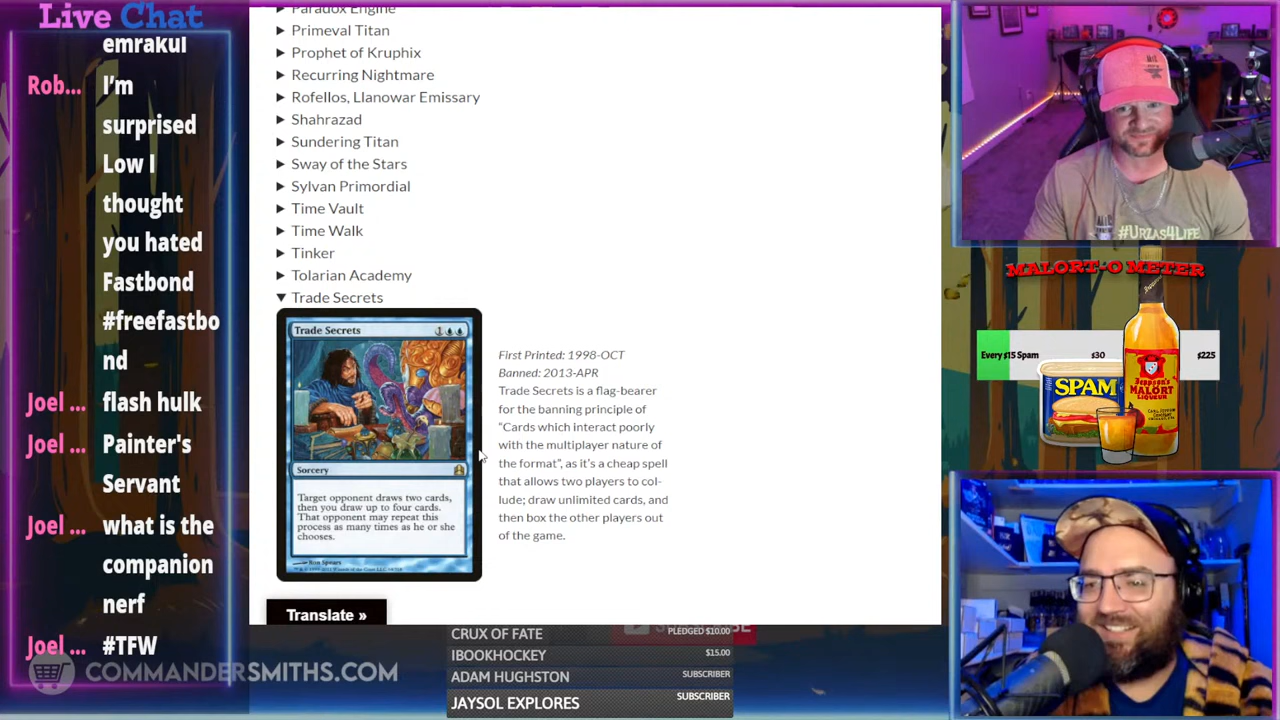 Live Chat
emrakul
Rob...
I'm
surprised
Low I
thought
you hated
Fastbond
#freefastbo
nd
Joel ...
flash hulk
Joel ...
Painter's
Servant
Joel ...
what is the
companion
nerf
Joel ...
#TFW
COMMANDERSMITHS.COM
Paradox Engine
▶ Primeval Titan
▶ Prophet of Kruphix
▶ Recurring Nightmare
▶ Rofellos, Llanowar Emissary
▶ Shahrazad
▶ Sundering Titan
▶ Sway of the Stars
▶ Sylvan Primordial
▶ Time Vault
▶ Time Walk
▶ Tinker
▶ Tolarian Academy
▼ Trade Secrets
Trade Secrets 1
Sorcery
Target opponent draws two cards,
then you draw up to four cards.
That opponent may repeat this
process as many times as he or she
chooses.
Ron Spears
First Printed: 1998-OCT
Banned: 2013-APR
Trade Secrets is a flag-bearer
for the banning principle of
“Cards which interact poorly
with the multiplayer nature of
the format”, as it’s a cheap spell
that allows two players to col-
lude; draw unlimited cards, and
then box the other players out
of the game.
Translate »
CRUX OF FATE PLEDGED $10.00
IBOOKHOCKEY $15.00
ADAM HUGHSTON SUBSCRIBER
JAYSOL EXPLORES SUBSCRIBER
#URZAS4LIFE
MALORT-O METER
Every $15 Spam $30 $225
SPAM
Jeppson's
MALÖRT
LIQUEUR